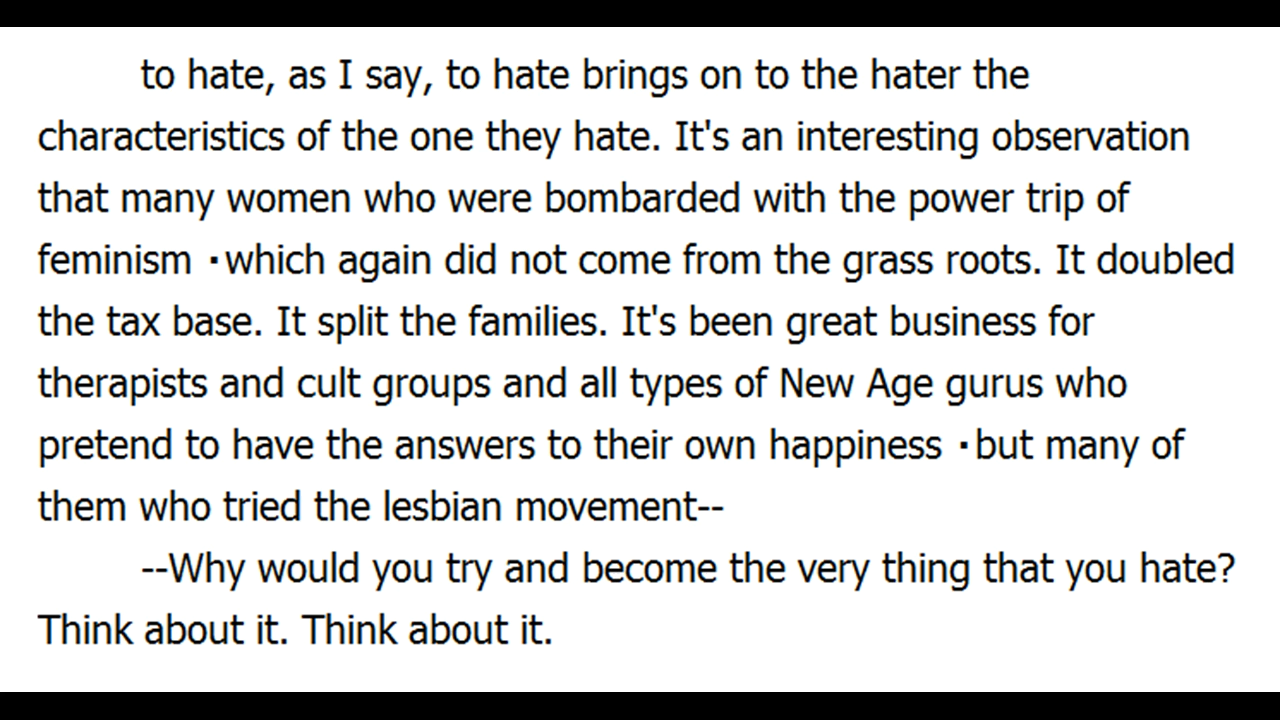 to hate, as I say, to hate brings on to the hater the
characteristics of the one they hate. It's an interesting observation
that many women who were bombarded with the power trip of
feminism ·which again did not come from the grass roots. It doubled
the tax base. It split the families. It's been great business for
therapists and cult groups and all types of New Age gurus who
pretend to have the answers to their own happiness ·but many of
them who tried the lesbian movement--
--Why would you try and become the very thing that you hate?
Think about it. Think about it.